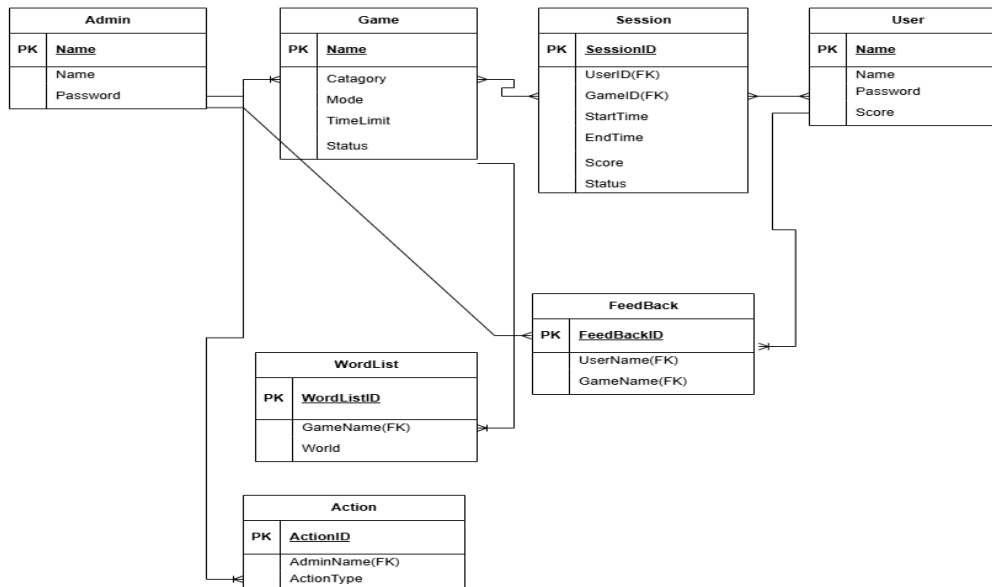 Admin
PK Name
Name
Password
Game
PK Name
Catagory
Mode
TimeLimit
Status
Session
PK SessionID
UserID(FK)
GameID(FK)
StartTime
EndTime
Score
Status
User
PK Name
Name
Password
Score
FeedBack
PK FeedBackID
UserName(FK)
GameName(FK)
WordList
PK WordListID
GameName(FK)
World
Action
PK ActionID
AdminName(FK)
ActionType